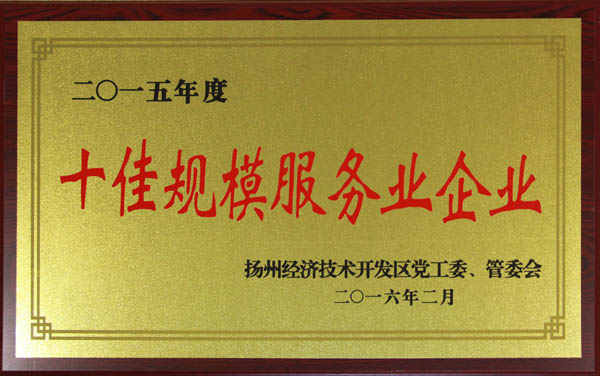 二〇一五年度
十佳规模服务业企业
扬州经济技术开发区党工委、管委会
二〇一六年二月